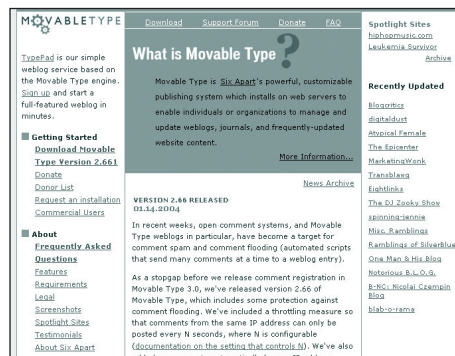 MOVABLETYPE
TypePad is our simple
weblog service based on
the Movable Type engine.
Sign up and start a
full-featured weblog in
minutes.
Getting Started
Download Movable
Type Version 2.661
Donate
Donor List
Request an installation
Commercial Users
About
Frequently Asked
Questions
Features
Requirements
Legal
Screenshots
Spotlight Sites
Testimonials
About Six Apart
Download Support Forum Donate FAQ
What is Movable Type?
Movable Type is Six Apart's powerful, customizable
publishing system which installs on web servers to
enable individuals or organizations to manage and
update weblogs, journals, and frequently-updated
website content.
More Information...
News Archive
VERSION 2.66 RELEASED
01.14.2004
In recent weeks, open comment systems, and Movable
Type weblogs in particular, have become a target for
comment spam and comment flooding (automated scripts
that send many comments at a time to a weblog entry).
As a stopgap before we release comment registration in
Movable Type 3.0, we've released version 2.66 of
Movable Type, which includes some protection against
comment flooding. We've included a throttling measure so
that comments from the same IP address can only be
posted every N seconds, where N is configurable
(documentation on the setting that controls N). We've also
Spotlight Sites
hiphopmusic.com
Leukemia Survivor
Archive
Recently Updated
Blogcritics
digitaldust
Atypical Female
The Epicenter
MarketingWonk
Transblawg
Eightlinks
The DJ Zooky Show
spinning-jennie
Misc. Ramblings
Ramblings of SilverBlue
One Man & His Blog
Notorious B.L.O.G.
B-NC: Nicolai Czempin
Blog
blab-o-rama